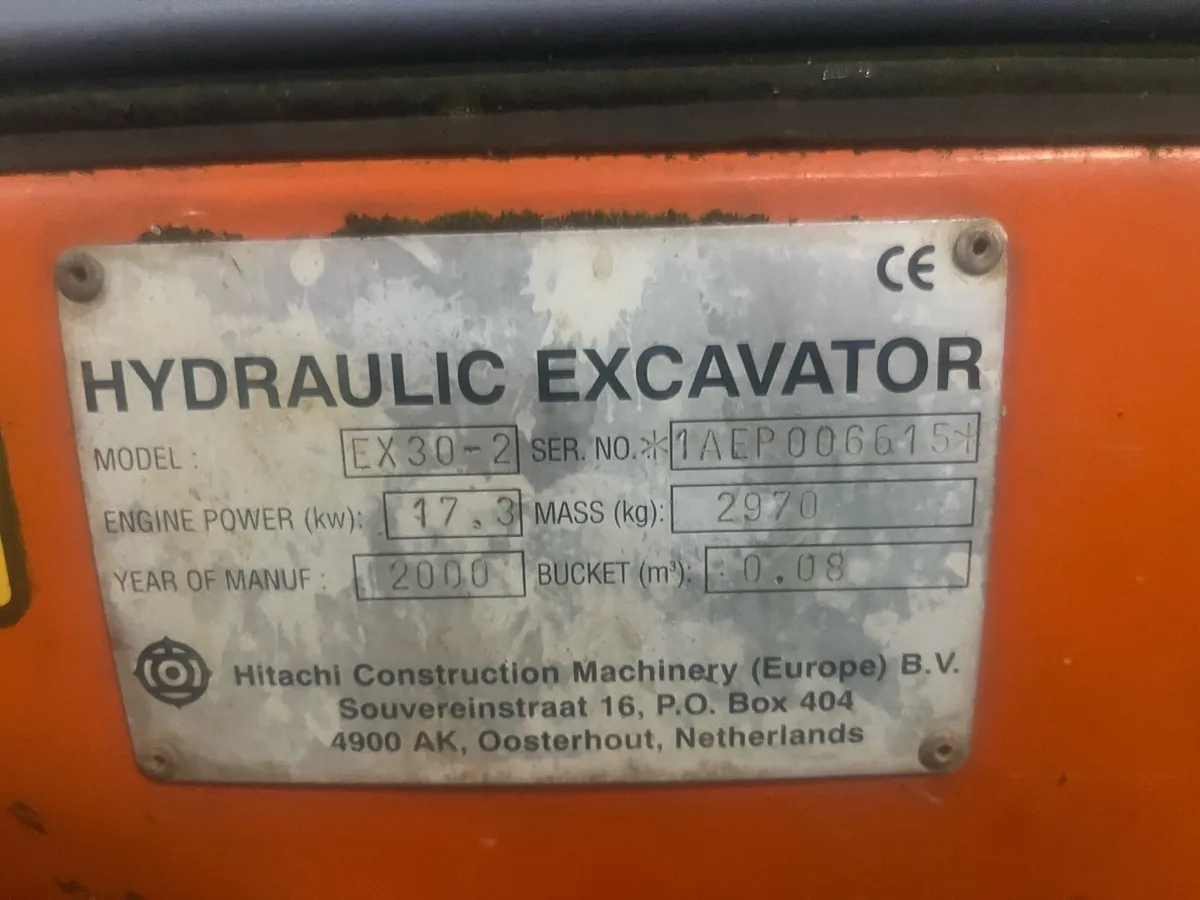 CE
HYDRAULIC EXCAVATOR
MODEL : EX30-2 SER. NO. *1AEP006615*
ENGINE POWER (kw): 17.3 MASS (kg): 2970
YEAR OF MANUF : 2000 BUCKET (m³): 0.08
Hitachi Construction Machinery (Europe) B.V.
Souvereinstraat 16, P.O. Box 404
4900 AK, Oosterhout, Netherlands